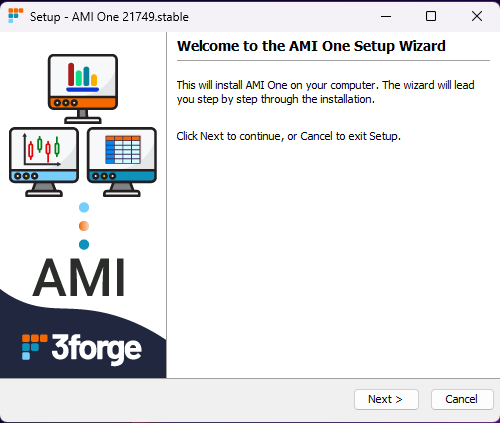 Setup - AMI One 21749.stable
Welcome to the AMI One Setup Wizard
This will install AMI One on your computer. The wizard will lead
you step by step through the installation.
Click Next to continue, or Cancel to exit Setup.
AMI
3forge
Next >
Cancel